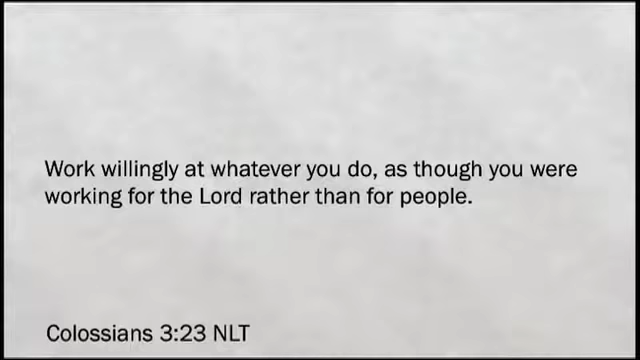 Work willingly at whatever you do, as though you were
working for the Lord rather than for people.
Colossians 3:23 NLT